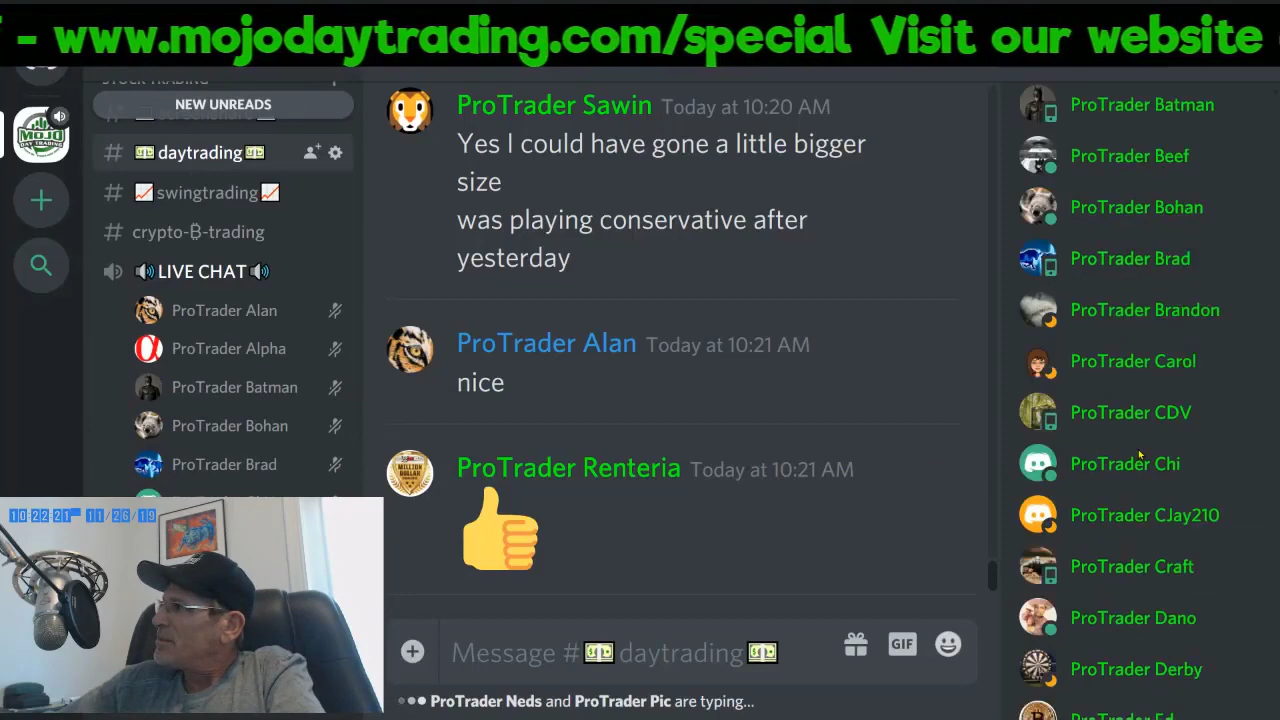 - www.mojodaytrading.com/special Visit our website
NEW UNREADS
MOJO
# daytrading
# swingtrading
# crypto-₿-trading
LIVE CHAT
ProTrader Alan
ProTrader Alpha
ProTrader Batman
ProTrader Bohan
ProTrader Brad
10:22:21 11/26/19
ProTrader Sawin Today at 10:20 AM
Yes I could have gone a little bigger
size
was playing conservative after
yesterday
ProTrader Alan Today at 10:21 AM
nice
ProTrader Renteria Today at 10:21 AM
Message # daytrading
GIF
ProTrader Neds and ProTrader Pic are typing...
ProTrader Batman
ProTrader Beef
ProTrader Bohan
ProTrader Brad
ProTrader Brandon
ProTrader Carol
ProTrader CDV
ProTrader Chi
ProTrader CJay210
ProTrader Craft
ProTrader Dano
ProTrader Derby
ProTrader Ed